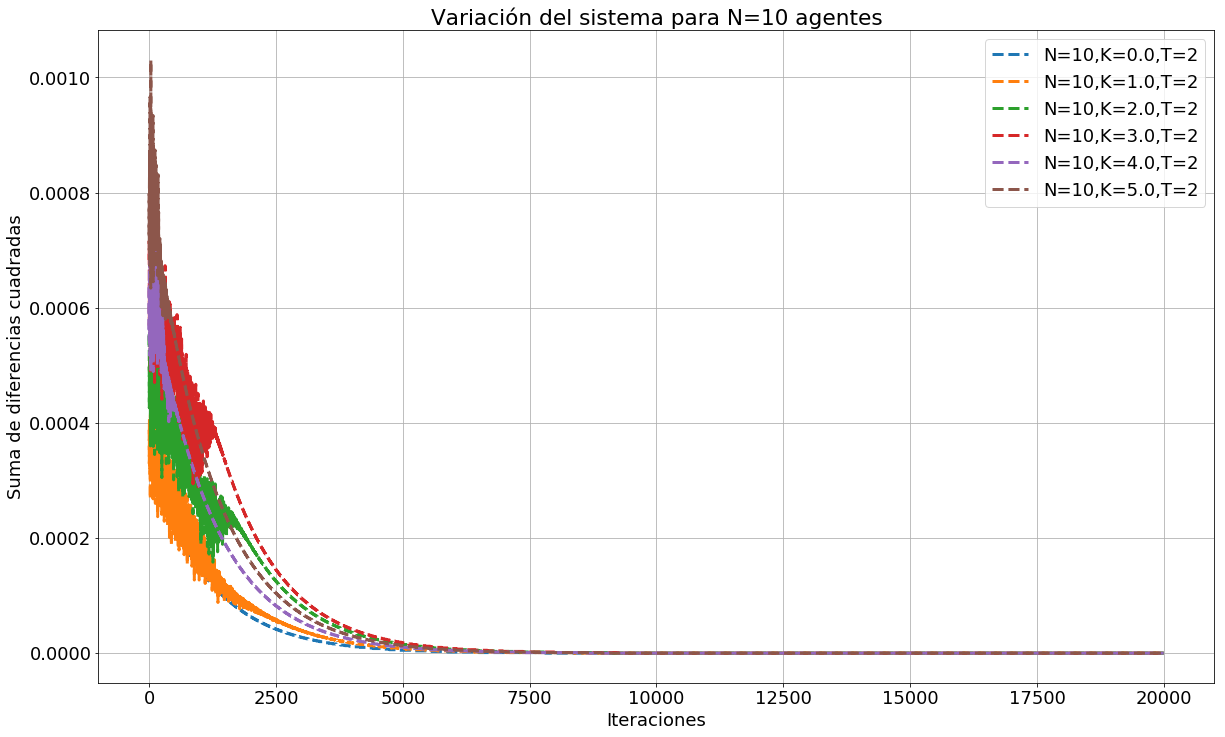 Variación del sistema para N=10 agentes
N=10,K=0.0,T=2
N=10,K=1.0,T=2
N=10,K=2.0,T=2
N=10,K=3.0,T=2
N=10,K=4.0,T=2
N=10,K=5.0,T=2
Suma de diferencias cuadradas
0.0010
0.0008
0.0006
0.0004
0.0002
0.0000
0 2500 5000 7500 10000 12500 15000 17500 20000
Iteraciones